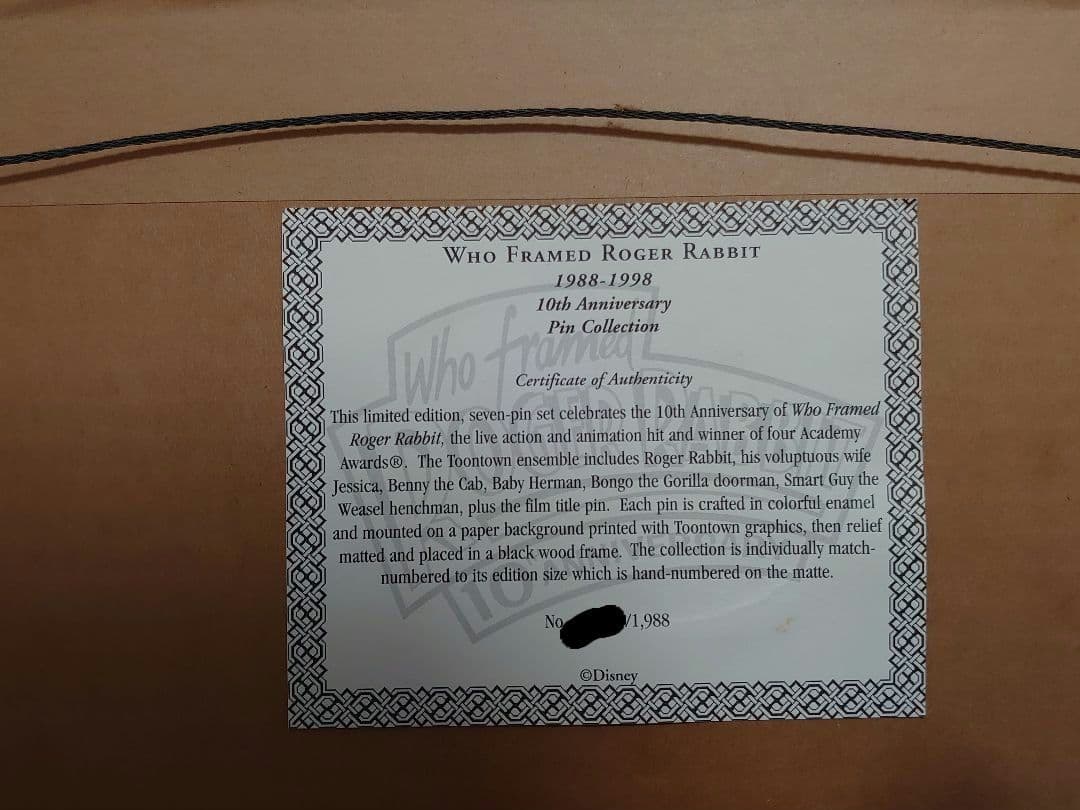 WHO FRAMED ROGER RABBIT
1988-1998
10th Anniversary
Pin Collection
Who framed
ROGER RABBIT
Certificate of Authenticity
This limited edition, seven-pin set celebrates the 10th Anniversary of Who Framed
Roger Rabbit, the live action and animation hit and winner of four Academy
Awards®. The Toontown ensemble includes Roger Rabbit, his voluptuous wife
Jessica, Benny the Cab, Baby Herman, Bongo the Gorilla doorman, Smart Guy the
Weasel henchman, plus the film title pin. Each pin is crafted in colorful enamel
and mounted on a paper background printed with Toontown graphics, then relief
matted and placed in a black wood frame. The collection is individually match-
numbered to its edition size which is hand-numbered on the matte.
10th ANNIVERSARY
No /1,988
©Disney